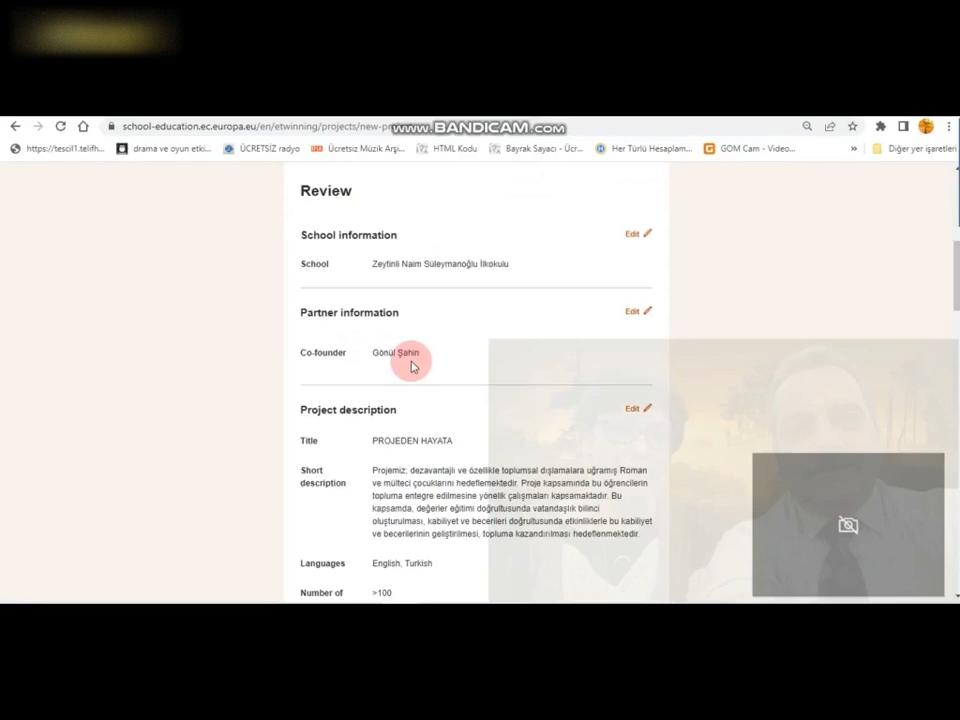 school-education.ec.europa.eu/en/etwinning/projects/new-pr
www.BANDICAM.com
https://tescil1.telifh... drama ve oyun etki... ÜCRETSİZ radyo Ücretsiz Müzik Arşi... HTML Kodu Bayrak Sayacı - Ücr... Her Türlü Hesaplam... GOM Cam - Video... » Diğer yer işaretleri
Review
School information Edit
School Zeytinli Naim Süleymanoğlu İlkokulu
Partner information Edit
Co-founder Gönül Şahin
Project description Edit
Title PROJEDEN HAYATA
Short description Projemiz; dezavantajlı ve özellikle toplumsal dışlamalara uğramış Roman
ve mülteci çocuklarını hedeflemektedir. Proje kapsamında bu öğrencilerin
topluma entegre edilmesine yönelik çalışmaları kapsamaktadır. Bu
kapsamda, değerler eğitimi doğrultusunda vatandaşlık bilinci
oluşturulması, kabiliyet ve becerileri doğrultusunda etkinliklerle bu kabiliyet
ve becerilerinin geliştirilmesi, topluma kazandırılması hedeflenmektedir.
Languages English, Turkish
Number of >100